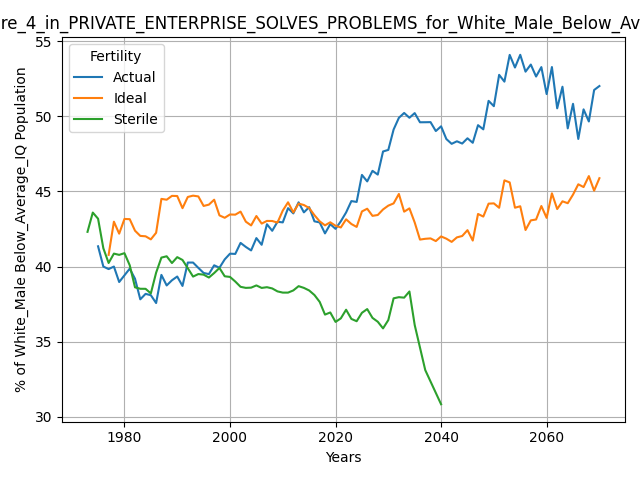 re_4_in_PRIVATE_ENTERPRISE_SOLVES_PROBLEMS_for_White_Male_Below_Av
55
50
45
40
35
30
% of White_Male Below_Average_IQ Population
Fertility
Actual
Ideal
Sterile
1980
2000
2020
2040
2060
Years